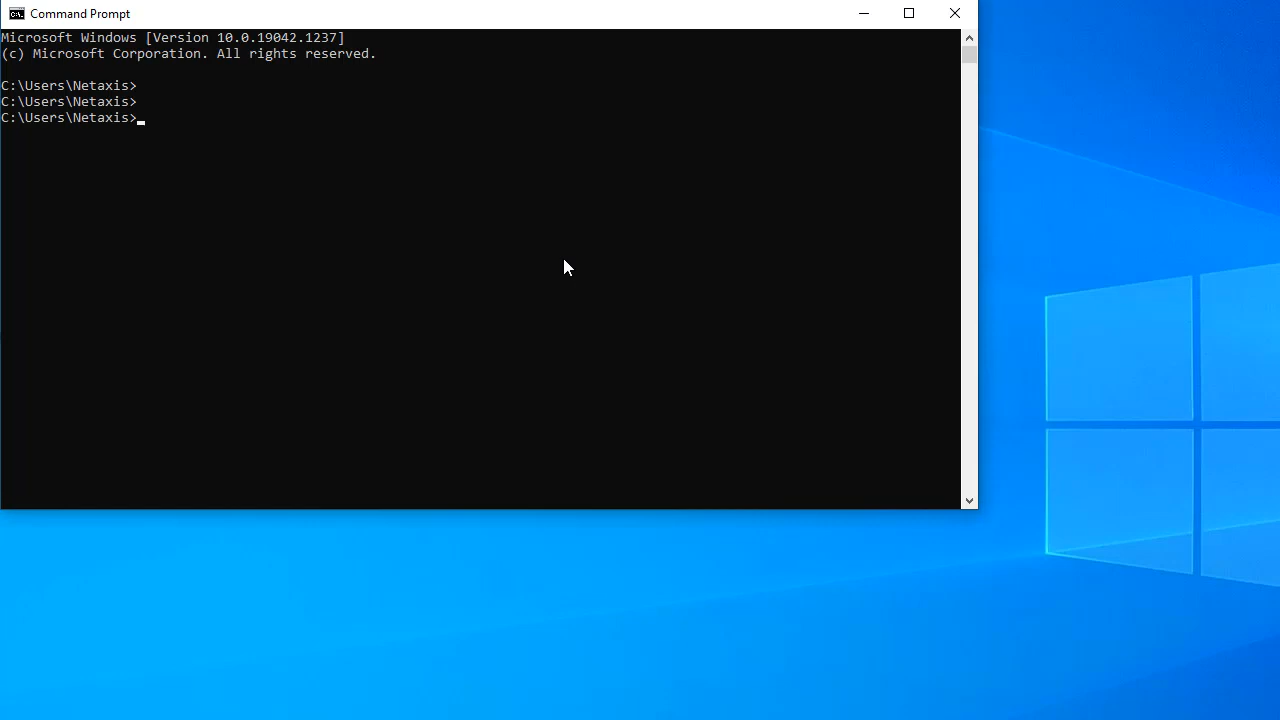 Command Prompt
Microsoft Windows [Version 10.0.19042.1237]
(c) Microsoft Corporation. All rights reserved.
C:\Users\Netaxis>
C:\Users\Netaxis>
C:\Users\Netaxis>